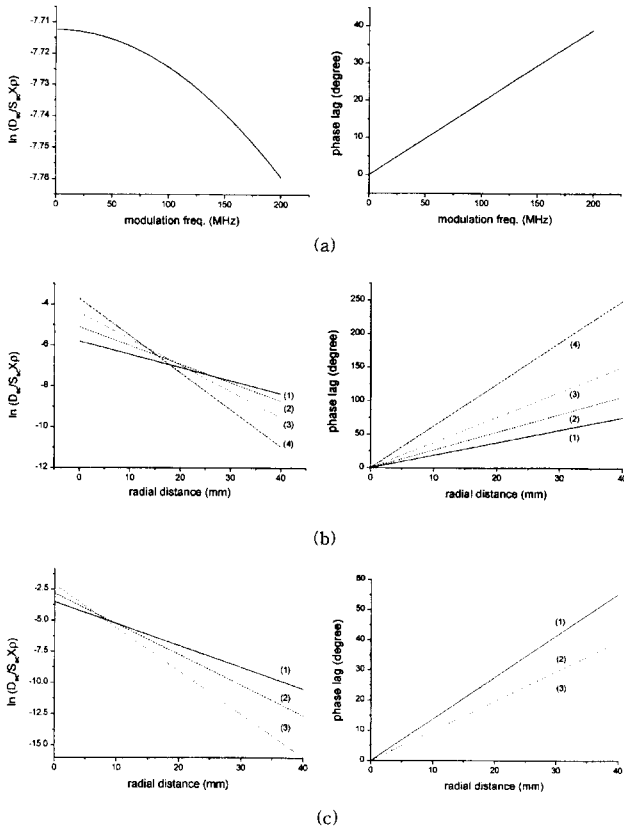 -7.71
-7.72
-7.73
-7.74
-7.75
-7.76
ln (D_ac/S_ac Xρ)
0 50 100 150 200
modulation freq. (MHz)
40
30
20
10
0
phase lag (degree)
0 50 100 150 200
modulation freq. (MHz)
(a)
-4
-6
-8
-10
-12
ln (D_ac/S_ac Xρ)
(1)
(2)
(3)
(4)
0 10 20 30 40
radial distance (mm)
250
200
150
100
50
0
phase lag (degree)
(4)
(3)
(2)
(1)
0 10 20 30 40
radial distance (mm)
(b)
-2.5
-5.0
-7.5
-10.0
-12.5
-15.0
ln (D_ac/S_ac Xρ)
(1)
(2)
(3)
0 10 20 30 40
radial distance (mm)
60
50
40
30
20
10
0
phase lag (degree)
(1)
(2)
(3)
0 10 20 30 40
radial distance (mm)
(c)